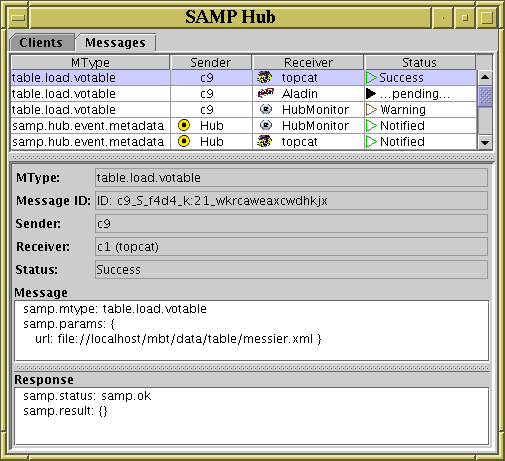 SAMP Hub
Clients Messages
MType Sender Receiver Status
table.load.votable c9 topcat Success
table.load.votable c9 Aladin ...pending...
table.load.votable c9 HubMonitor Warning
samp.hub.event.metadata Hub HubMonitor Notified
samp.hub.event.metadata Hub topcat Notified
MType: table.load.votable
Message ID: ID: c9_S_f4d4_k:21_wkrcaweaxcwdhkjx
Sender: c9
Receiver: c1 (topcat)
Status: Success
Message
samp.mtype: table.load.votable
samp.params: {
url: file://localhost/mbt/data/table/messier.xml }
Response
samp.status: samp.ok
samp.result: {}